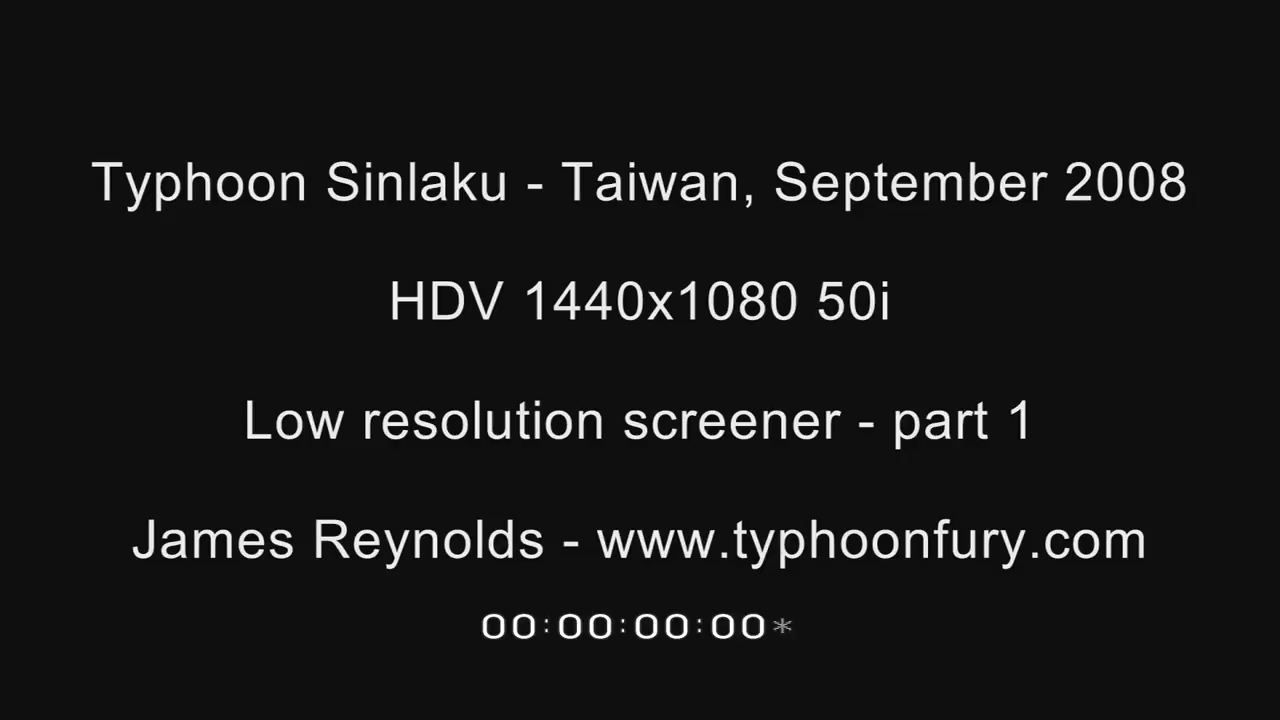 Typhoon Sinlaku - Taiwan, September 2008
HDV 1440x1080 50i
Low resolution screener - part 1
James Reynolds - www.typhoonfury.com
00:00:00:00*